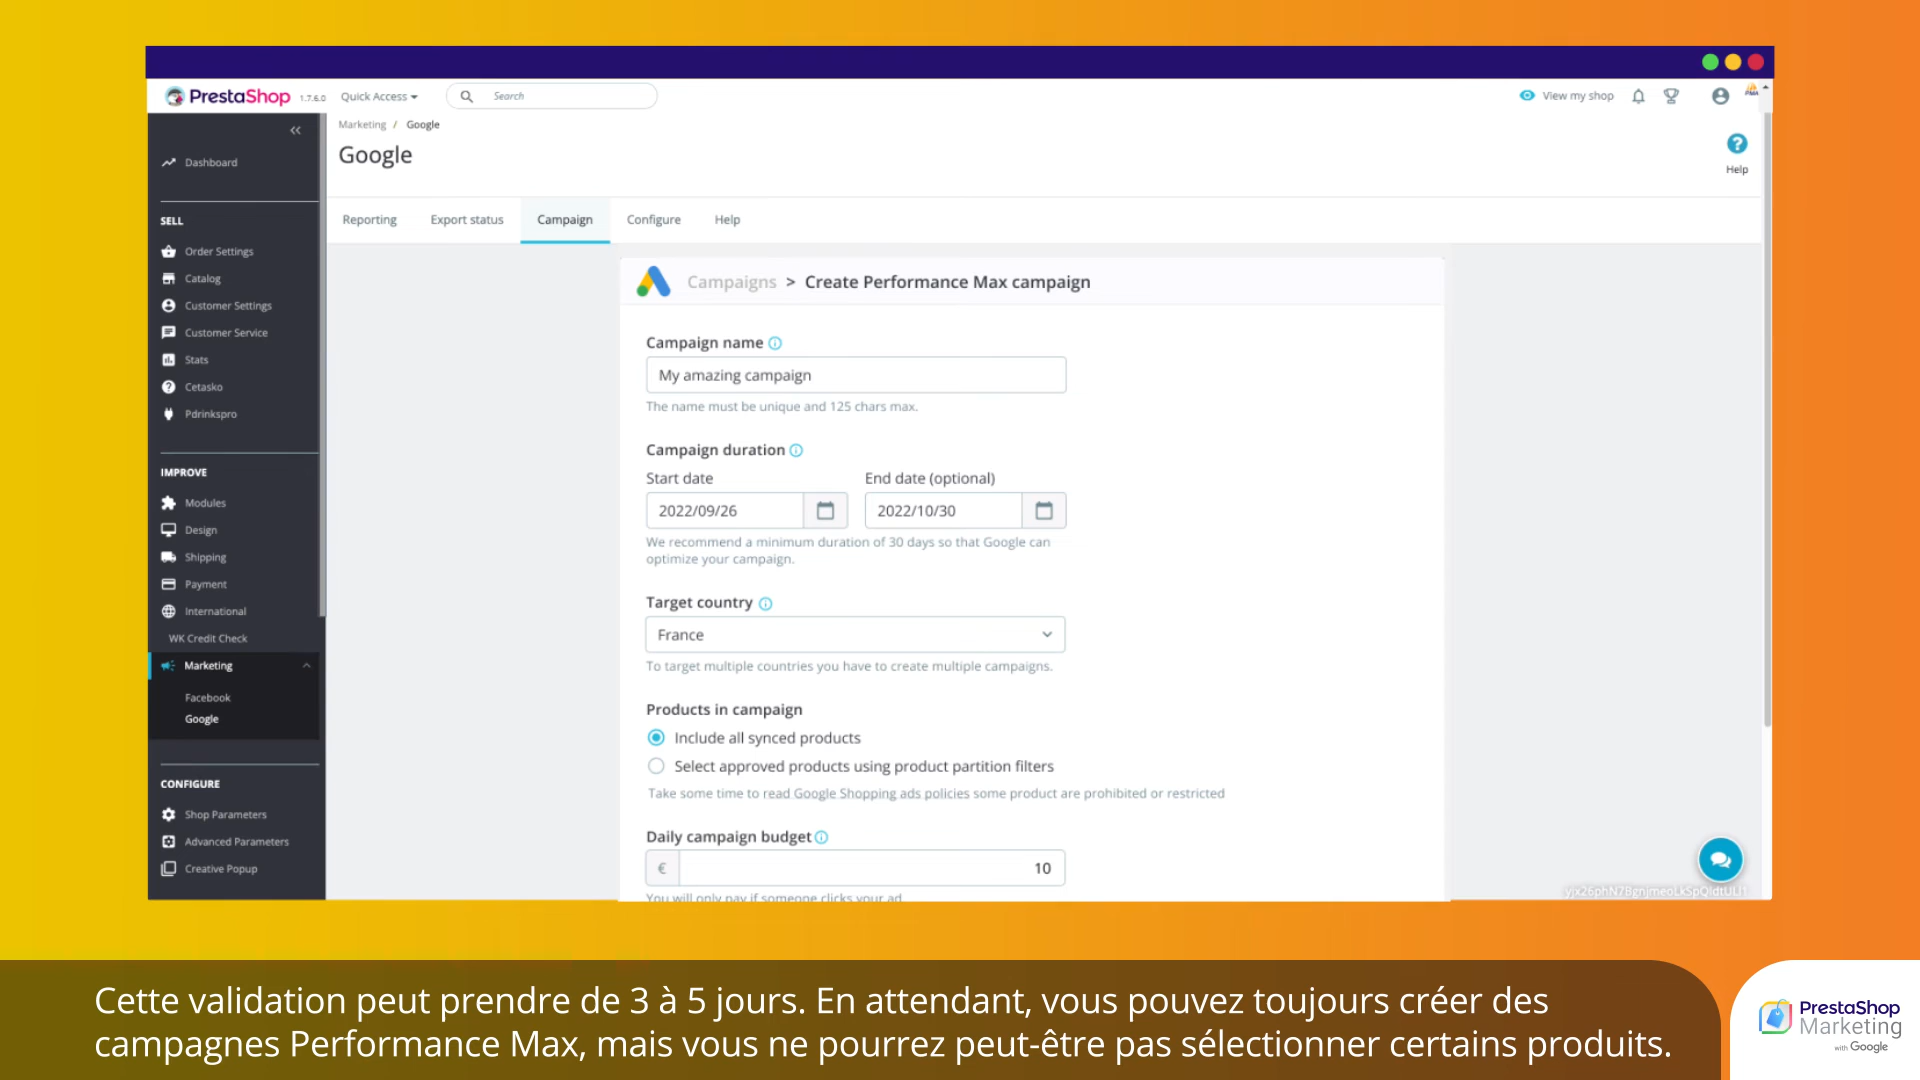 PrestaShop 1.7.6.0 Quick Access Search View my shop
Marketing / Google
Google
Help
Reporting Export status Campaign Configure Help
Dashboard
SELL
Order Settings
Catalog
Customer Settings
Customer Service
Stats
Cetasko
Pdrinkspro
IMPROVE
Modules
Design
Shipping
Payment
International
WK Credit Check
Marketing
Facebook
Google
CONFIGURE
Shop Parameters
Advanced Parameters
Creative Popup
Campaigns > Create Performance Max campaign
Campaign name
My amazing campaign
The name must be unique and 125 chars max.
Campaign duration
Start date End date (optional)
2022/09/26 2022/10/30
We recommend a minimum duration of 30 days so that Google can
optimize your campaign.
Target country
France
To target multiple countries you have to create multiple campaigns.
Products in campaign
Include all synced products
Select approved products using product partition filters
Take some time to read Google Shopping ads policies some product are prohibited or restricted
Daily campaign budget
€ 10
You will only pay if someone clicks your ad
Cette validation peut prendre de 3 à 5 jours. En attendant, vous pouvez toujours créer des
campagnes Performance Max, mais vous ne pourrez peut-être pas sélectionner certains produits.
PrestaShop
Marketing
with Google